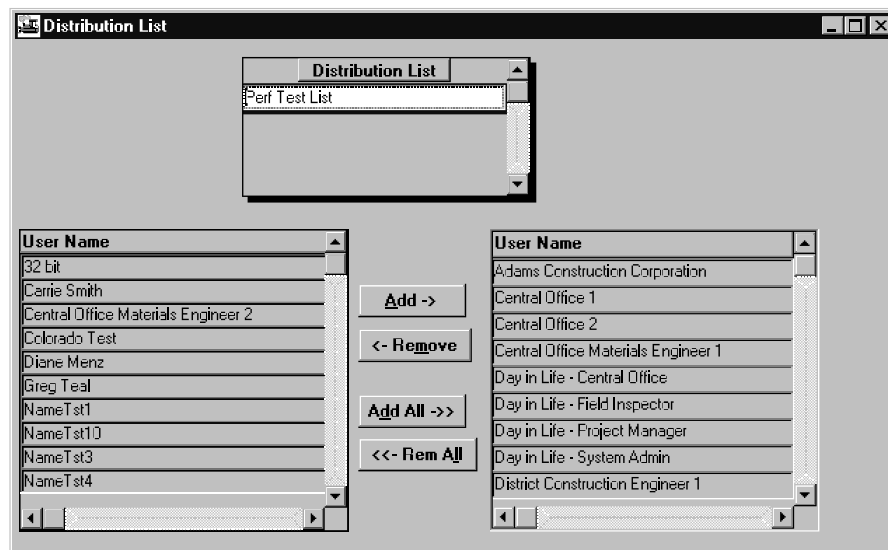 Distribution List
Distribution List
Perf Test List
User Name
32 bit
Carrie Smith
Central Office Materials Engineer 2
Colorado Test
Diane Menz
Greg Teal
NameTst1
NameTst10
NameTst3
NameTst4
Add ->
<- Remove
Add All ->>
<<- Rem All
User Name
Adams Construction Corporation
Central Office 1
Central Office 2
Central Office Materials Engineer 1
Day in Life - Central Office
Day in Life - Field Inspector
Day in Life - Project Manager
Day in Life - System Admin
District Construction Engineer 1